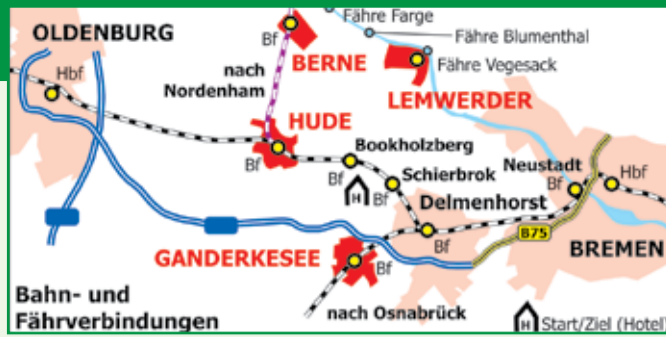 Fähre Farge
OLDENBURG
Bf
Fähre Blumenthal
BERNE
Fähre Vegesack
Hbf
nach
Nordenham
LEMWERDER
HUDE
Bookholzberg
Bf
Schierbrok
Neustadt
Hbf
H
Bf
Bf
Delmenhorst
Bf
B75
GANDERKESEE
Bf
Bf
BREMEN
Bahn- und
Fährverbindungen
nach Osnabrück
H Start/Ziel (Hotel)